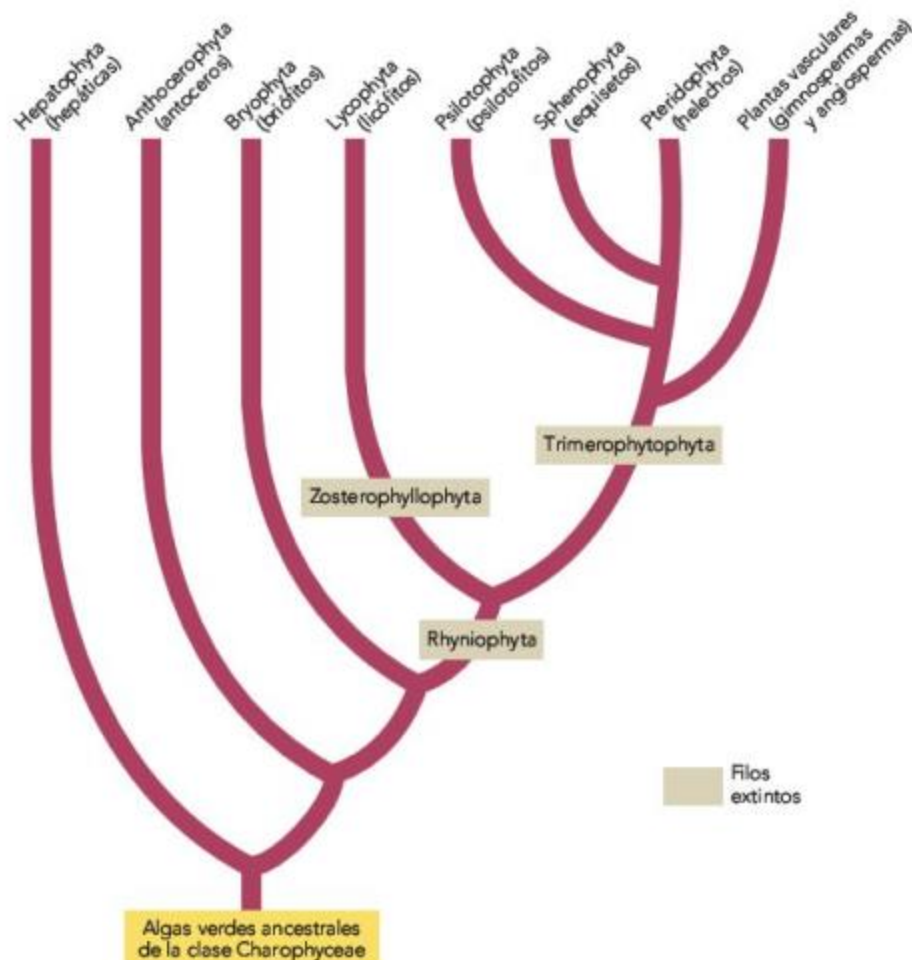 Hepatophyta
(hepáticas)
Anthocerophyta
(antoceros)
Bryophyta
(briófitos)
Lycophyta
(licófitos)
Psilotophyta
(psilotofitos)
Sphenophyta
(equisetos)
Pteridophyta
(helechos)
Plantas vasculares
(gimnospermas
y angiospermas)
Trimerophytophyta
Zosterophyllophyta
Rhyniophyta
Filos
extintos
Algas verdes ancestrales
de la clase Charophyceae